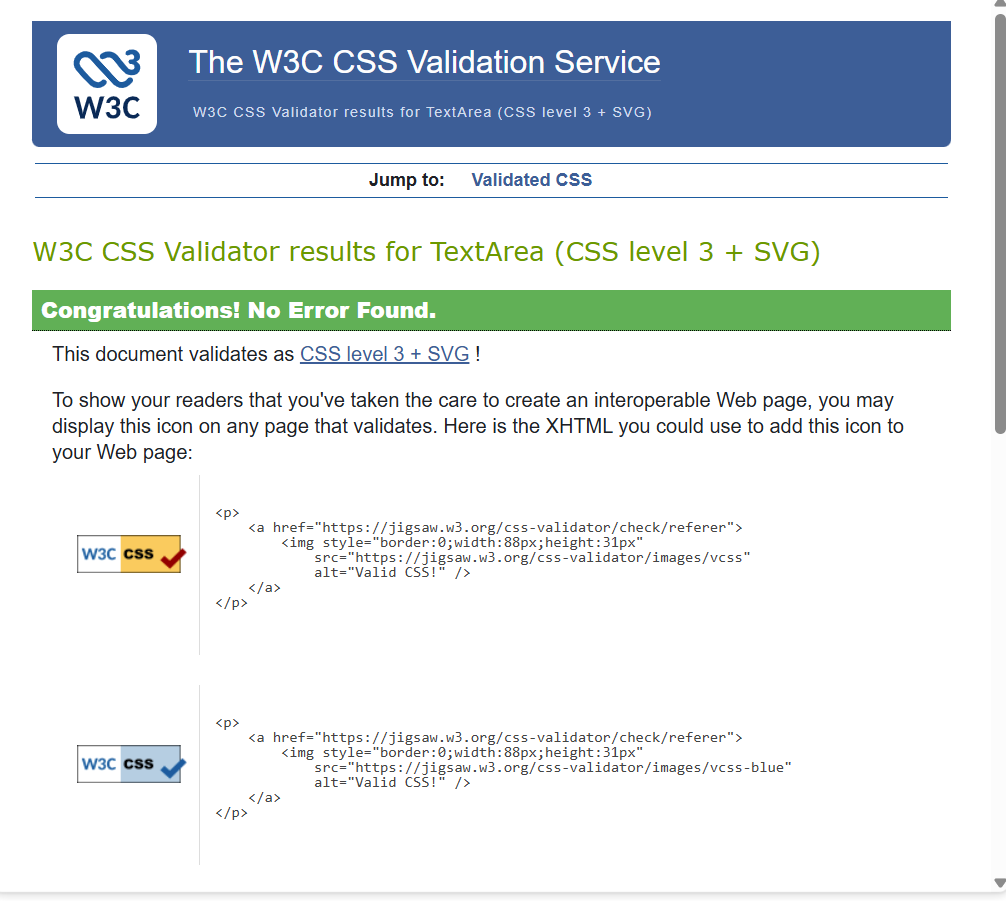 W3C
The W3C CSS Validation Service
W3C CSS Validator results for TextArea (CSS level 3 + SVG)
Jump to: Validated CSS
W3C CSS Validator results for TextArea (CSS level 3 + SVG)
Congratulations! No Error Found.
This document validates as CSS level 3 + SVG !
To show your readers that you've taken the care to create an interoperable Web page, you may
display this icon on any page that validates. Here is the XHTML you could use to add this icon to
your Web page:
W3C css
<p>
    <a href="https://jigsaw.w3.org/css-validator/check/referer">
        <img style="border:0;width:88px;height:31px"
            src="https://jigsaw.w3.org/css-validator/images/vcss"
            alt="Valid CSS!" />
    </a>
</p>
W3C css
<p>
    <a href="https://jigsaw.w3.org/css-validator/check/referer">
        <img style="border:0;width:88px;height:31px"
            src="https://jigsaw.w3.org/css-validator/images/vcss-blue"
            alt="Valid CSS!" />
    </a>
</p>